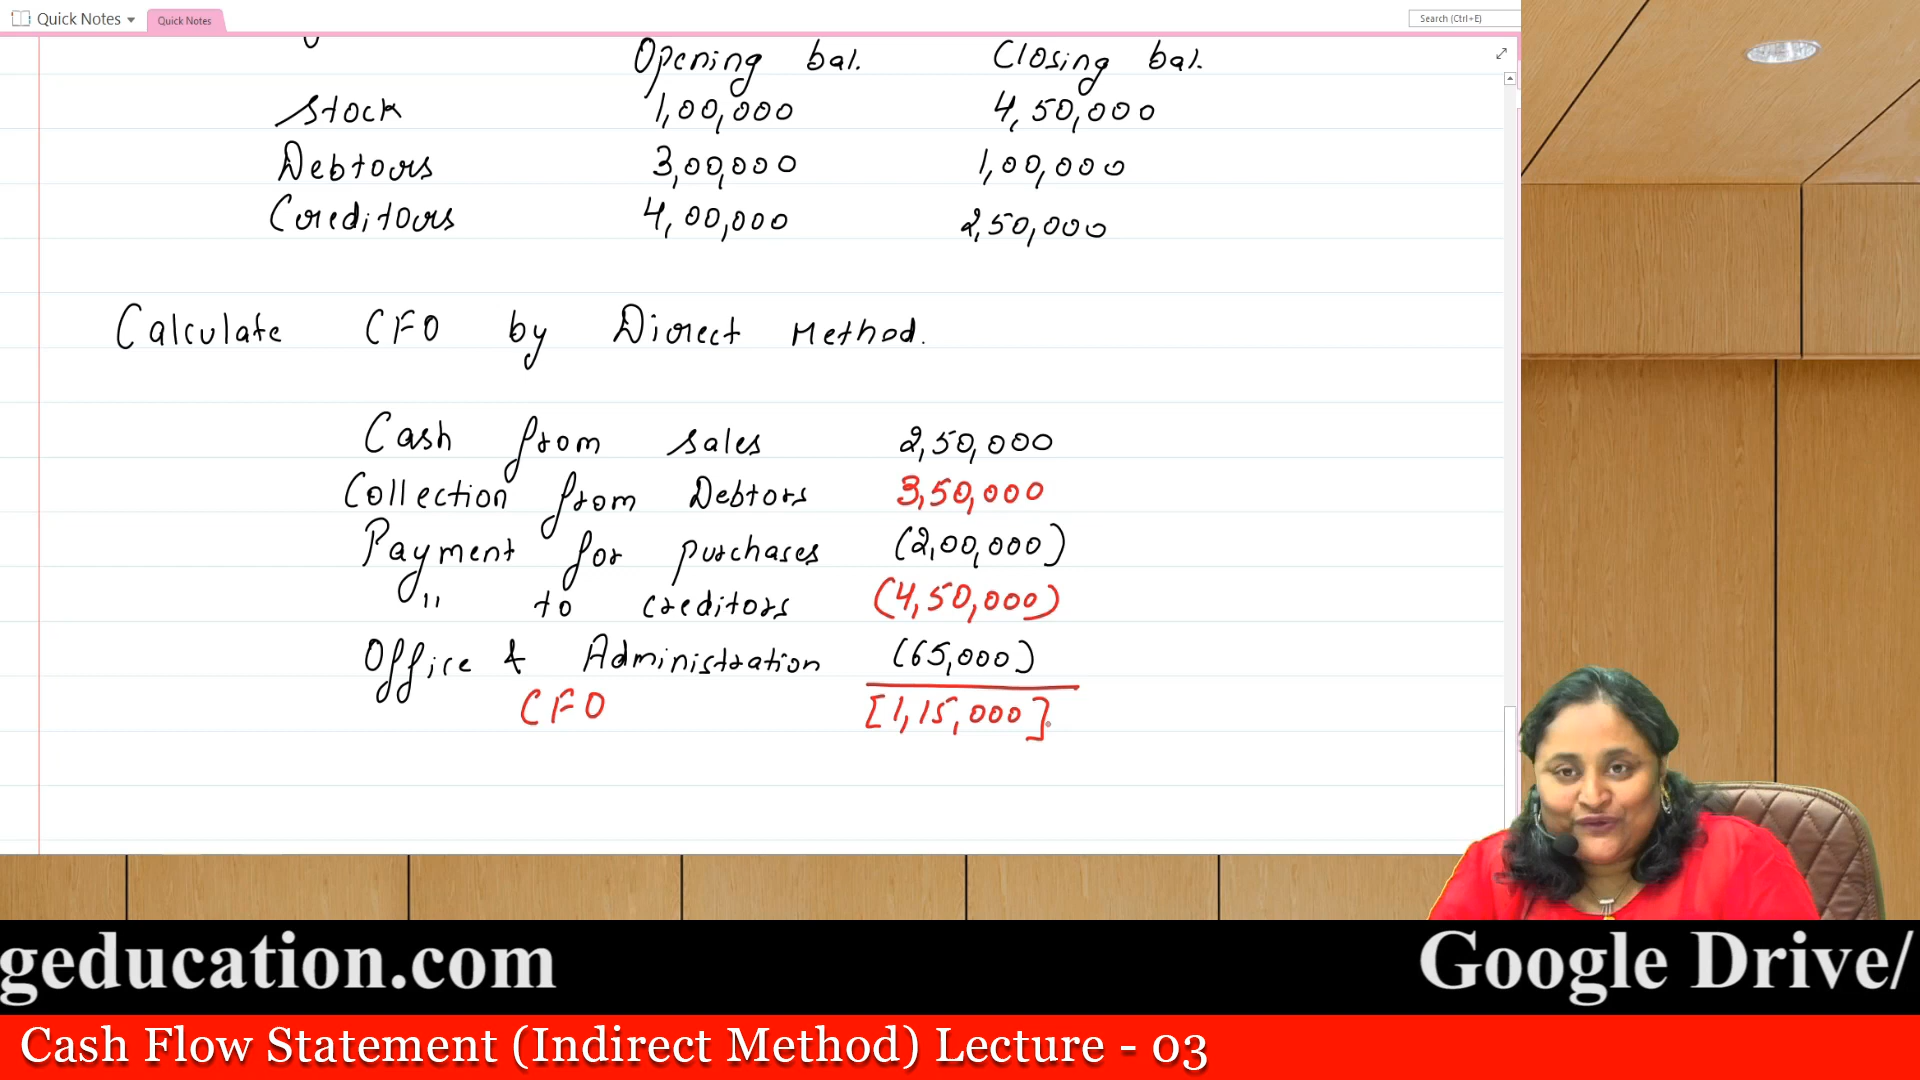 Quick Notes
Quick Notes
Search (Ctrl+E)
Opening bal. Closing bal.
Stock 1,00,000 4,50,000
Debtors 3,00,000 1,00,000
Creditors 4,00,000 2,50,000
Calculate CFO by Direct Method.
Cash from sales 2,50,000
Collection from Debtors 3,50,000
Payment for purchases (2,00,000)
,, to creditors (4,50,000)
Office & Administration (65,000)
CFO [1,15,000]
geducation.com Google Drive/
Cash Flow Statement (Indirect Method) Lecture - 03